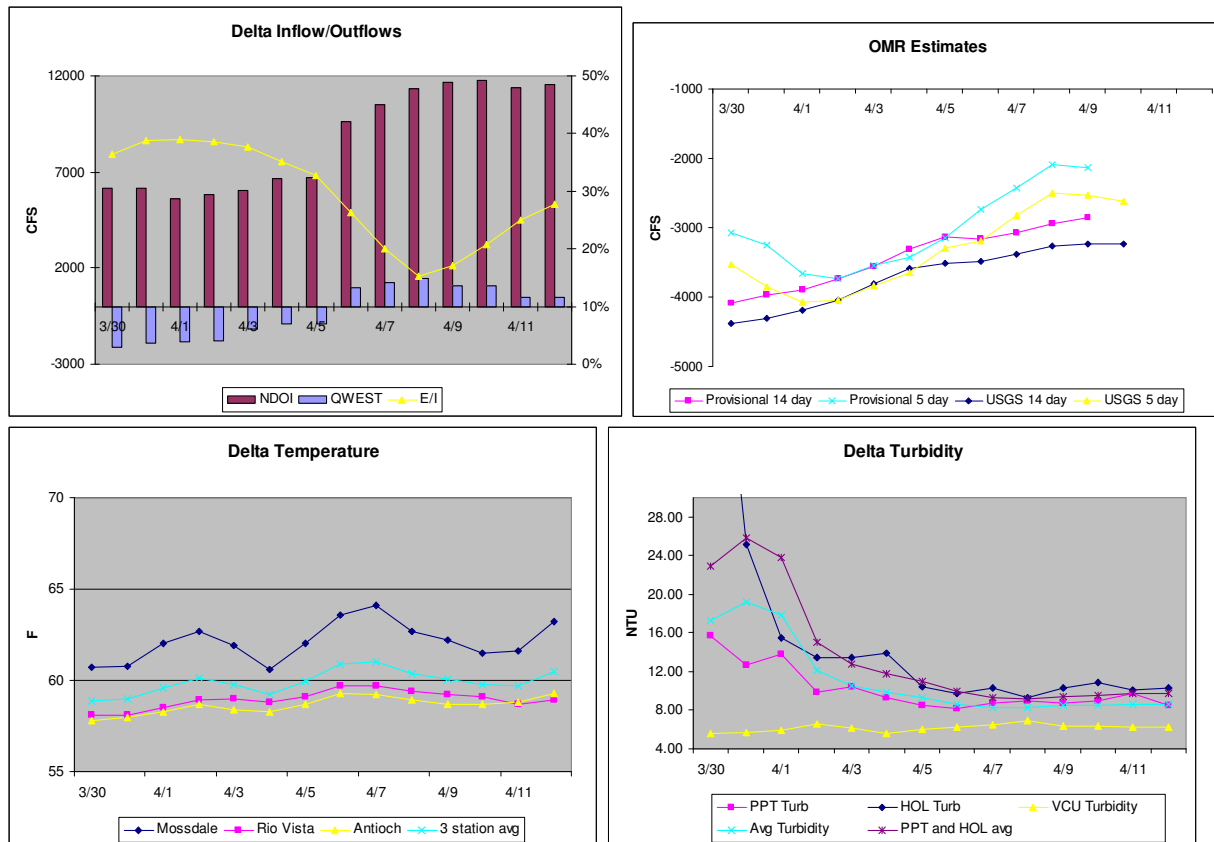 Delta Inflow/Outflows
CFS
12000
7000
2000
-3000
50%
40%
30%
20%
10%
0%
3/30 4/1 4/3 4/5 4/7 4/9 4/11
NDOI QWEST E/I
OMR Estimates
CFS
-1000
-2000
-3000
-4000
-5000
3/30 4/1 4/3 4/5 4/7 4/9 4/11
Provisional 14 day Provisional 5 day USGS 14 day USGS 5 day
Delta Temperature
F
70
65
60
55
3/30 4/1 4/3 4/5 4/7 4/9 4/11
Mossdale Rio Vista Antioch 3 station avg
Delta Turbidity
NTU
28.00
24.00
20.00
16.00
12.00
8.00
4.00
3/30 4/1 4/3 4/5 4/7 4/9 4/11
PPT Turb HOL Turb VCU Turbidity
Avg Turbidity PPT and HOL avg